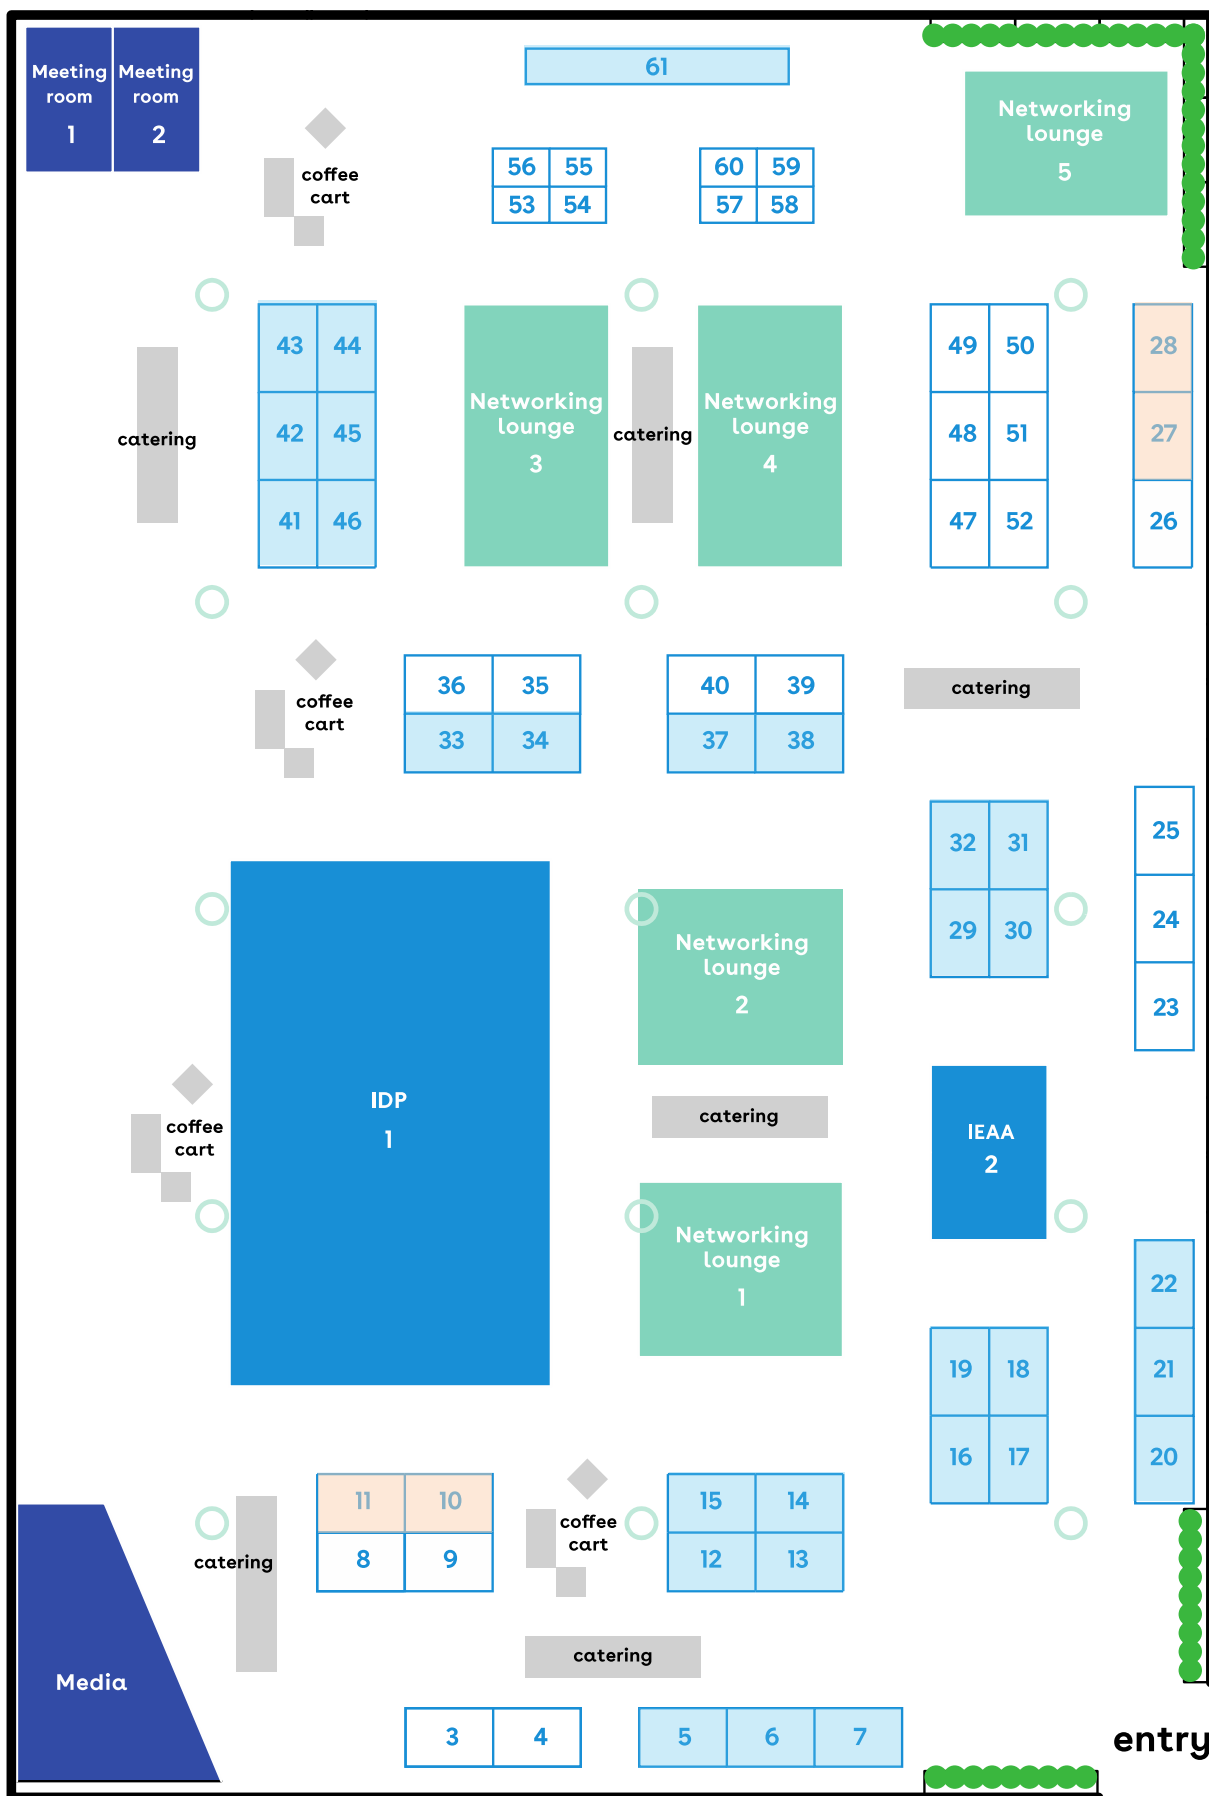 Meeting
room
1
Meeting
room
2
61
Networking
lounge
5
coffee
cart
56 55
53 54
60 59
57 58
43 44
42 45
41 46
catering
Networking
lounge
3
catering
Networking
lounge
4
49 50
48 51
47 52
28
27
26
coffee
cart
36 35
33 34
40 39
37 38
catering
32 31
29 30
25
24
23
IDP
1
Networking
lounge
2
coffee
cart
catering
IEAA
2
Networking
lounge
1
22
21
20
19 18
16 17
catering
11 10
8 9
coffee
cart
15 14
12 13
catering
Media
3 4
5 6 7
entry